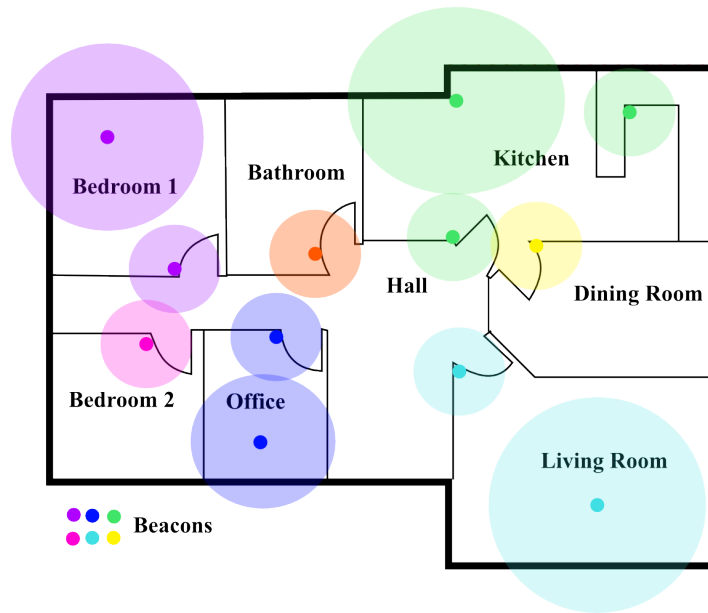 Kitchen
Bathroom
Bedroom 1
Hall
Dining Room
Bedroom 2
Office
Living Room
Beacons